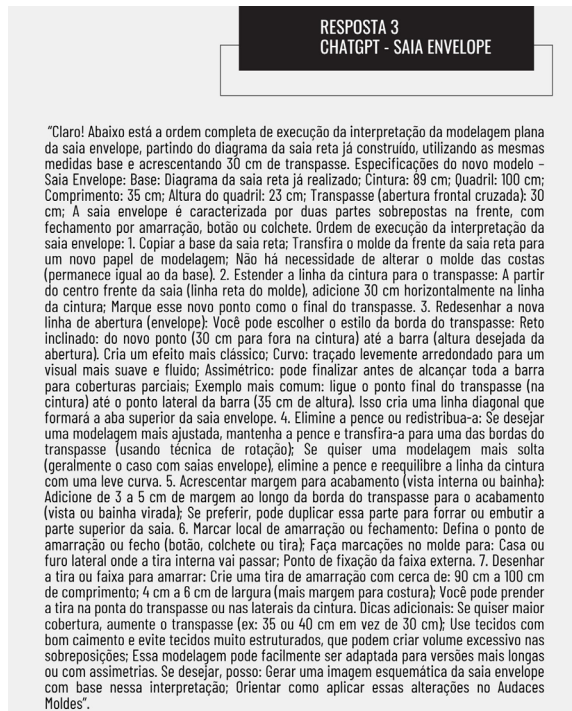 RESPOSTA 3
CHATGPT - SAIA ENVELOPE
"Claro! Abaixo está a ordem completa de execução da interpretação da modelagem plana
da saia envelope, partindo do diagrama da saia reta já construído, utilizando as mesmas
medidas base e acrescentando 30 cm de transpasse. Especificações do novo modelo –
Saia Envelope: Base: Diagrama da saia reta já realizado; Cintura: 89 cm; Quadril: 100 cm;
Comprimento: 35 cm; Altura do quadril: 23 cm; Transpasse (abertura frontal cruzada): 30
cm; A saia envelope é caracterizada por duas partes sobrepostas na frente, com
fechamento por amarração, botão ou colchete. Ordem de execução da interpretação da
saia envelope: 1. Copiar a base da saia reta; Transfira o molde da frente da saia reta para
um novo papel de modelagem; Não há necessidade de alterar o molde das costas
(permanece igual ao da base). 2. Estender a linha da cintura para o transpasse: A partir
do centro frente da saia (linha reta do molde), adicione 30 cm horizontalmente na linha
da cintura; Marque esse novo ponto como o final do transpasse. 3. Redesenhar a nova
linha de abertura (envelope): Você pode escolher o estilo da borda do transpasse: Reto
inclinado: do novo ponto (30 cm para fora na cintura) até a barra (altura desejada da
abertura). Cria um efeito mais clássico; Curvo: traçado levemente arredondado para um
visual mais suave e fluido; Assimétrico: pode finalizar antes de alcançar toda a barra
para coberturas parciais; Exemplo mais comum: ligue o ponto final do transpasse (na
cintura) até o ponto lateral da barra (35 cm de altura). Isso cria uma linha diagonal que
formará a aba superior da saia envelope. 4. Elimine a pence ou redistribua-a: Se desejar
uma modelagem mais ajustada, mantenha a pence e transfira-a para uma das bordas do
transpasse (usando técnica de rotação); Se quiser uma modelagem mais solta
(geralmente o caso com saias envelope), elimine a pence e reequilibre a linha da cintura
com uma leve curva. 5. Acrescentar margem para acabamento (vista interna ou bainha):
Adicione de 3 a 5 cm de margem ao longo da borda do transpasse para o acabamento
(vista ou bainha virada); Se preferir, pode duplicar essa parte para forrar ou embutir a
parte superior da saia. 6. Marcar local de amarração ou fechamento: Defina o ponto de
amarração ou fecho (botão, colchete ou tira); Faça marcações no molde para: Casa ou
furo lateral onde a tira interna vai passar; Ponto de fixação da faixa externa. 7. Desenhar
a tira ou faixa para amarrar: Crie uma tira de amarração com cerca de: 90 cm a 100 cm
de comprimento; 4 cm a 6 cm de largura (mais margem para costura); Você pode prender
a tira na ponta do transpasse ou nas laterais da cintura. Dicas adicionais: Se quiser maior
cobertura, aumente o transpasse (ex: 35 ou 40 cm em vez de 30 cm); Use tecidos com
bom caimento e evite tecidos muito estruturados, que podem criar volume excessivo nas
sobreposições; Essa modelagem pode facilmente ser adaptada para versões mais longas
ou com assimetrias. Se desejar, posso: Gerar uma imagem esquemática da saia envelope
com base nessa interpretação; Orientar como aplicar essas alterações no Audaces
Moldes".